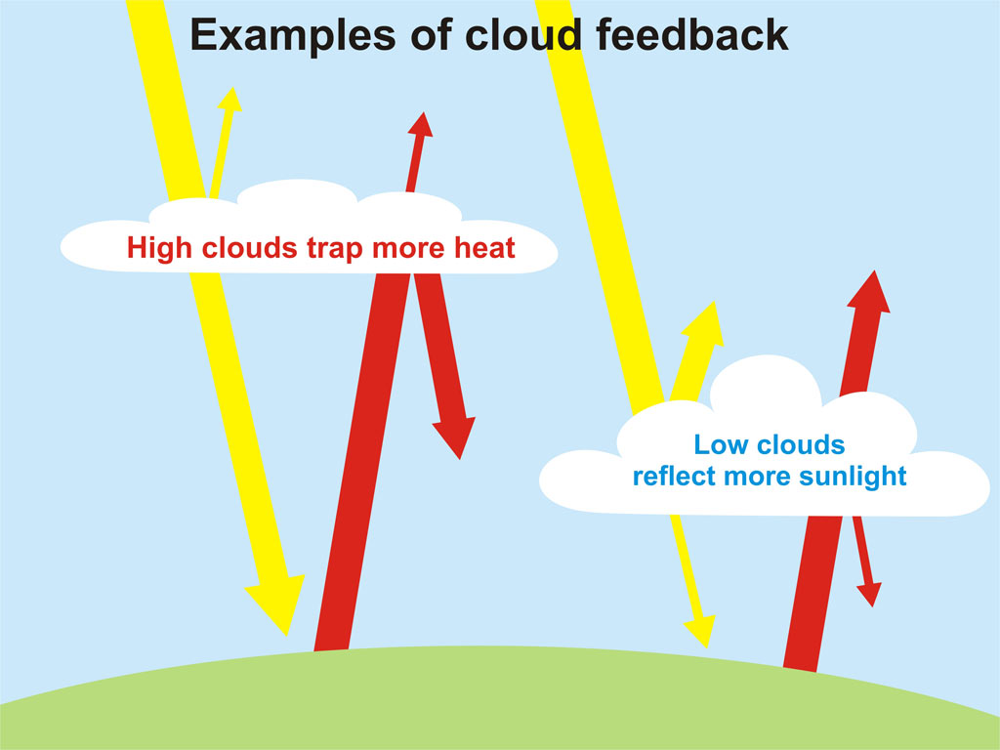 Examples of cloud feedback
High clouds trap more heat
Low clouds
reflect more sunlight